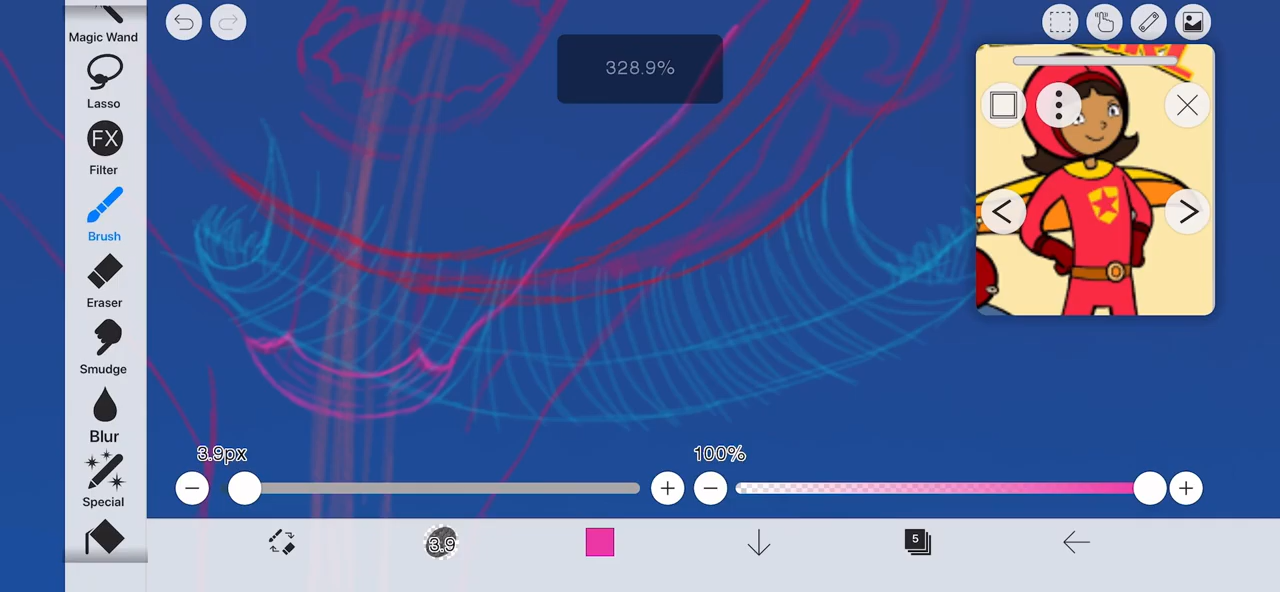 Magic Wand
Lasso
FX
Filter
Brush
Eraser
Smudge
Blur
Special
328.9%
3.9px
100%
3.9
5